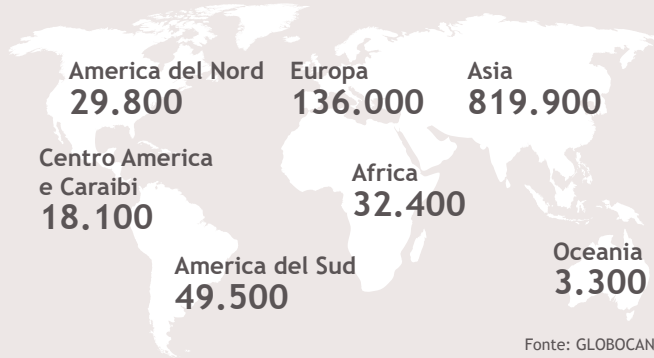 America del Nord
29.800
Europa
136.000
Asia
819.900
Centro America
e Caraibi
18.100
Africa
32.400
America del Sud
49.500
Oceania
3.300
Fonte: GLOBOCAN